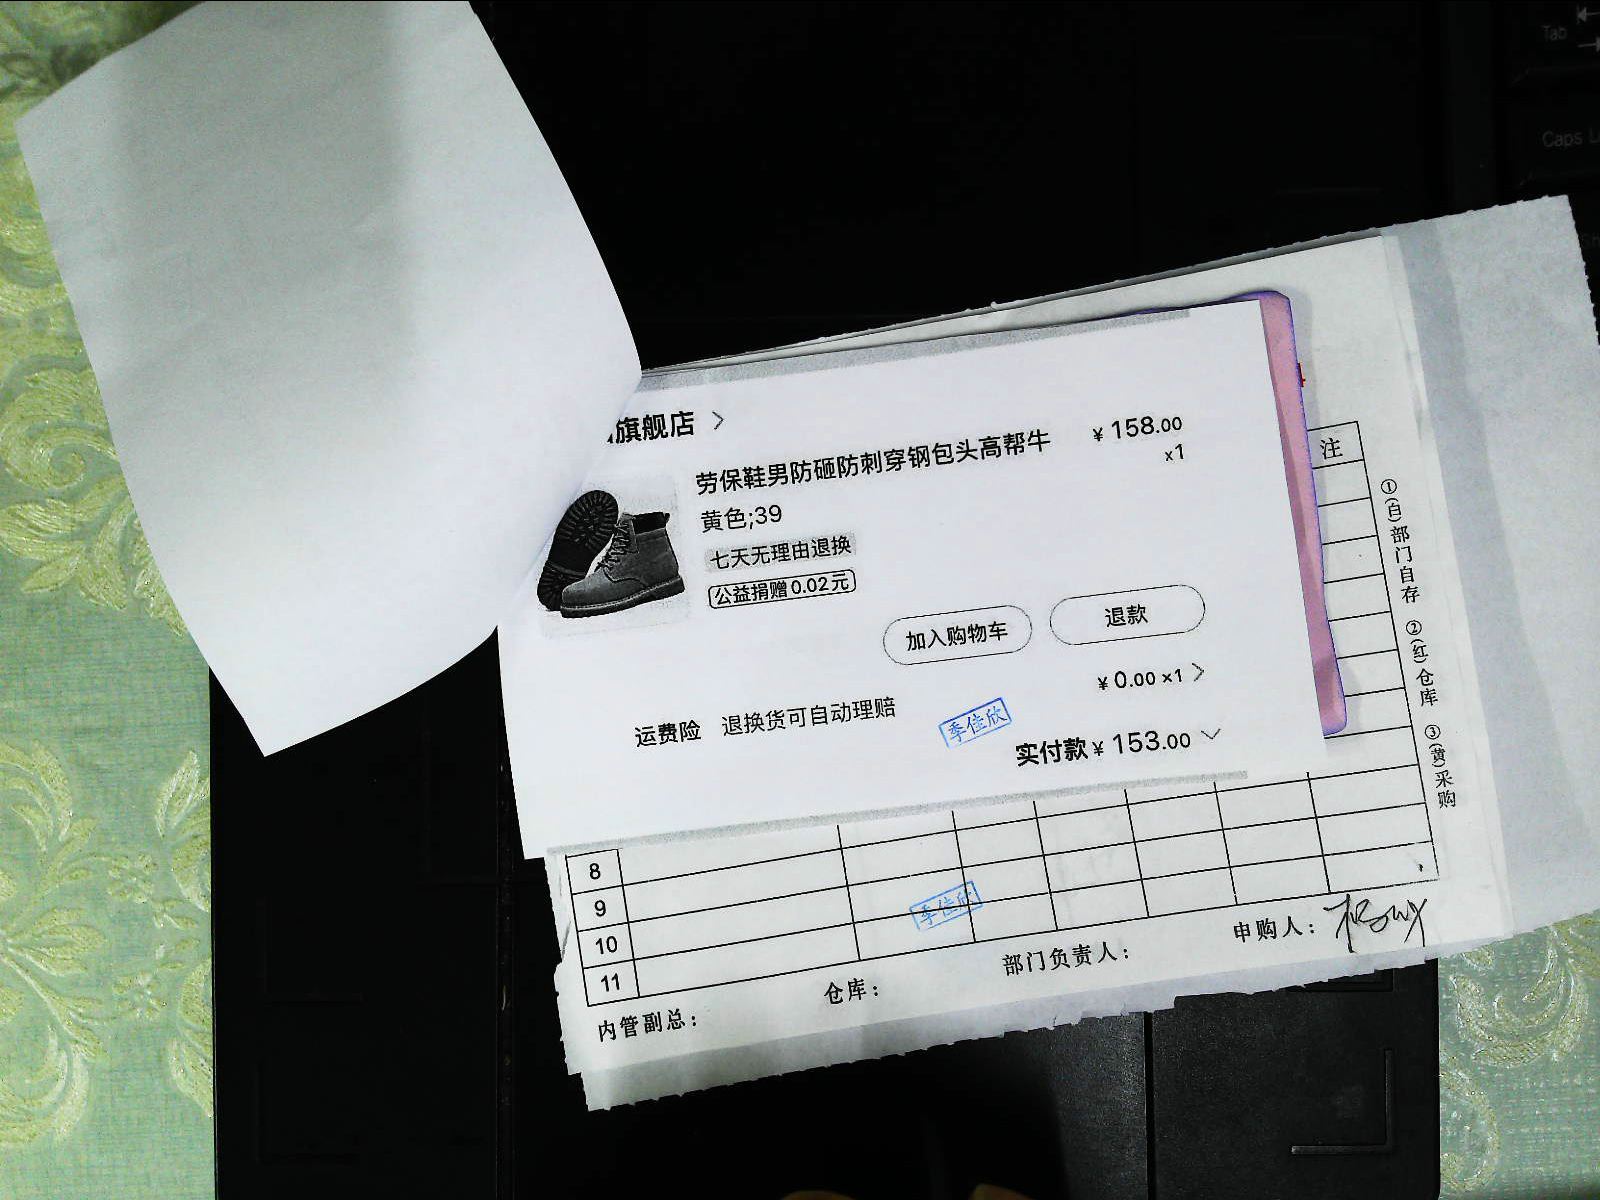 旗舰店 >
劳保鞋男防砸防刺穿钢包头高帮牛 ¥158.00
x1
黄色;39
七天无理由退换
公益捐赠0.02元
加入购物车 退款
¥0.00 x1 >
运费险 退换货可自动理赔
季佳欣
实付款¥153.00
注
①(白)部门自存 ②(红)仓库 ③(黄)采购
8
9
季佳欣
10
11
申购人：
部门负责人：
仓库：
内管副总：
Tab
Caps L